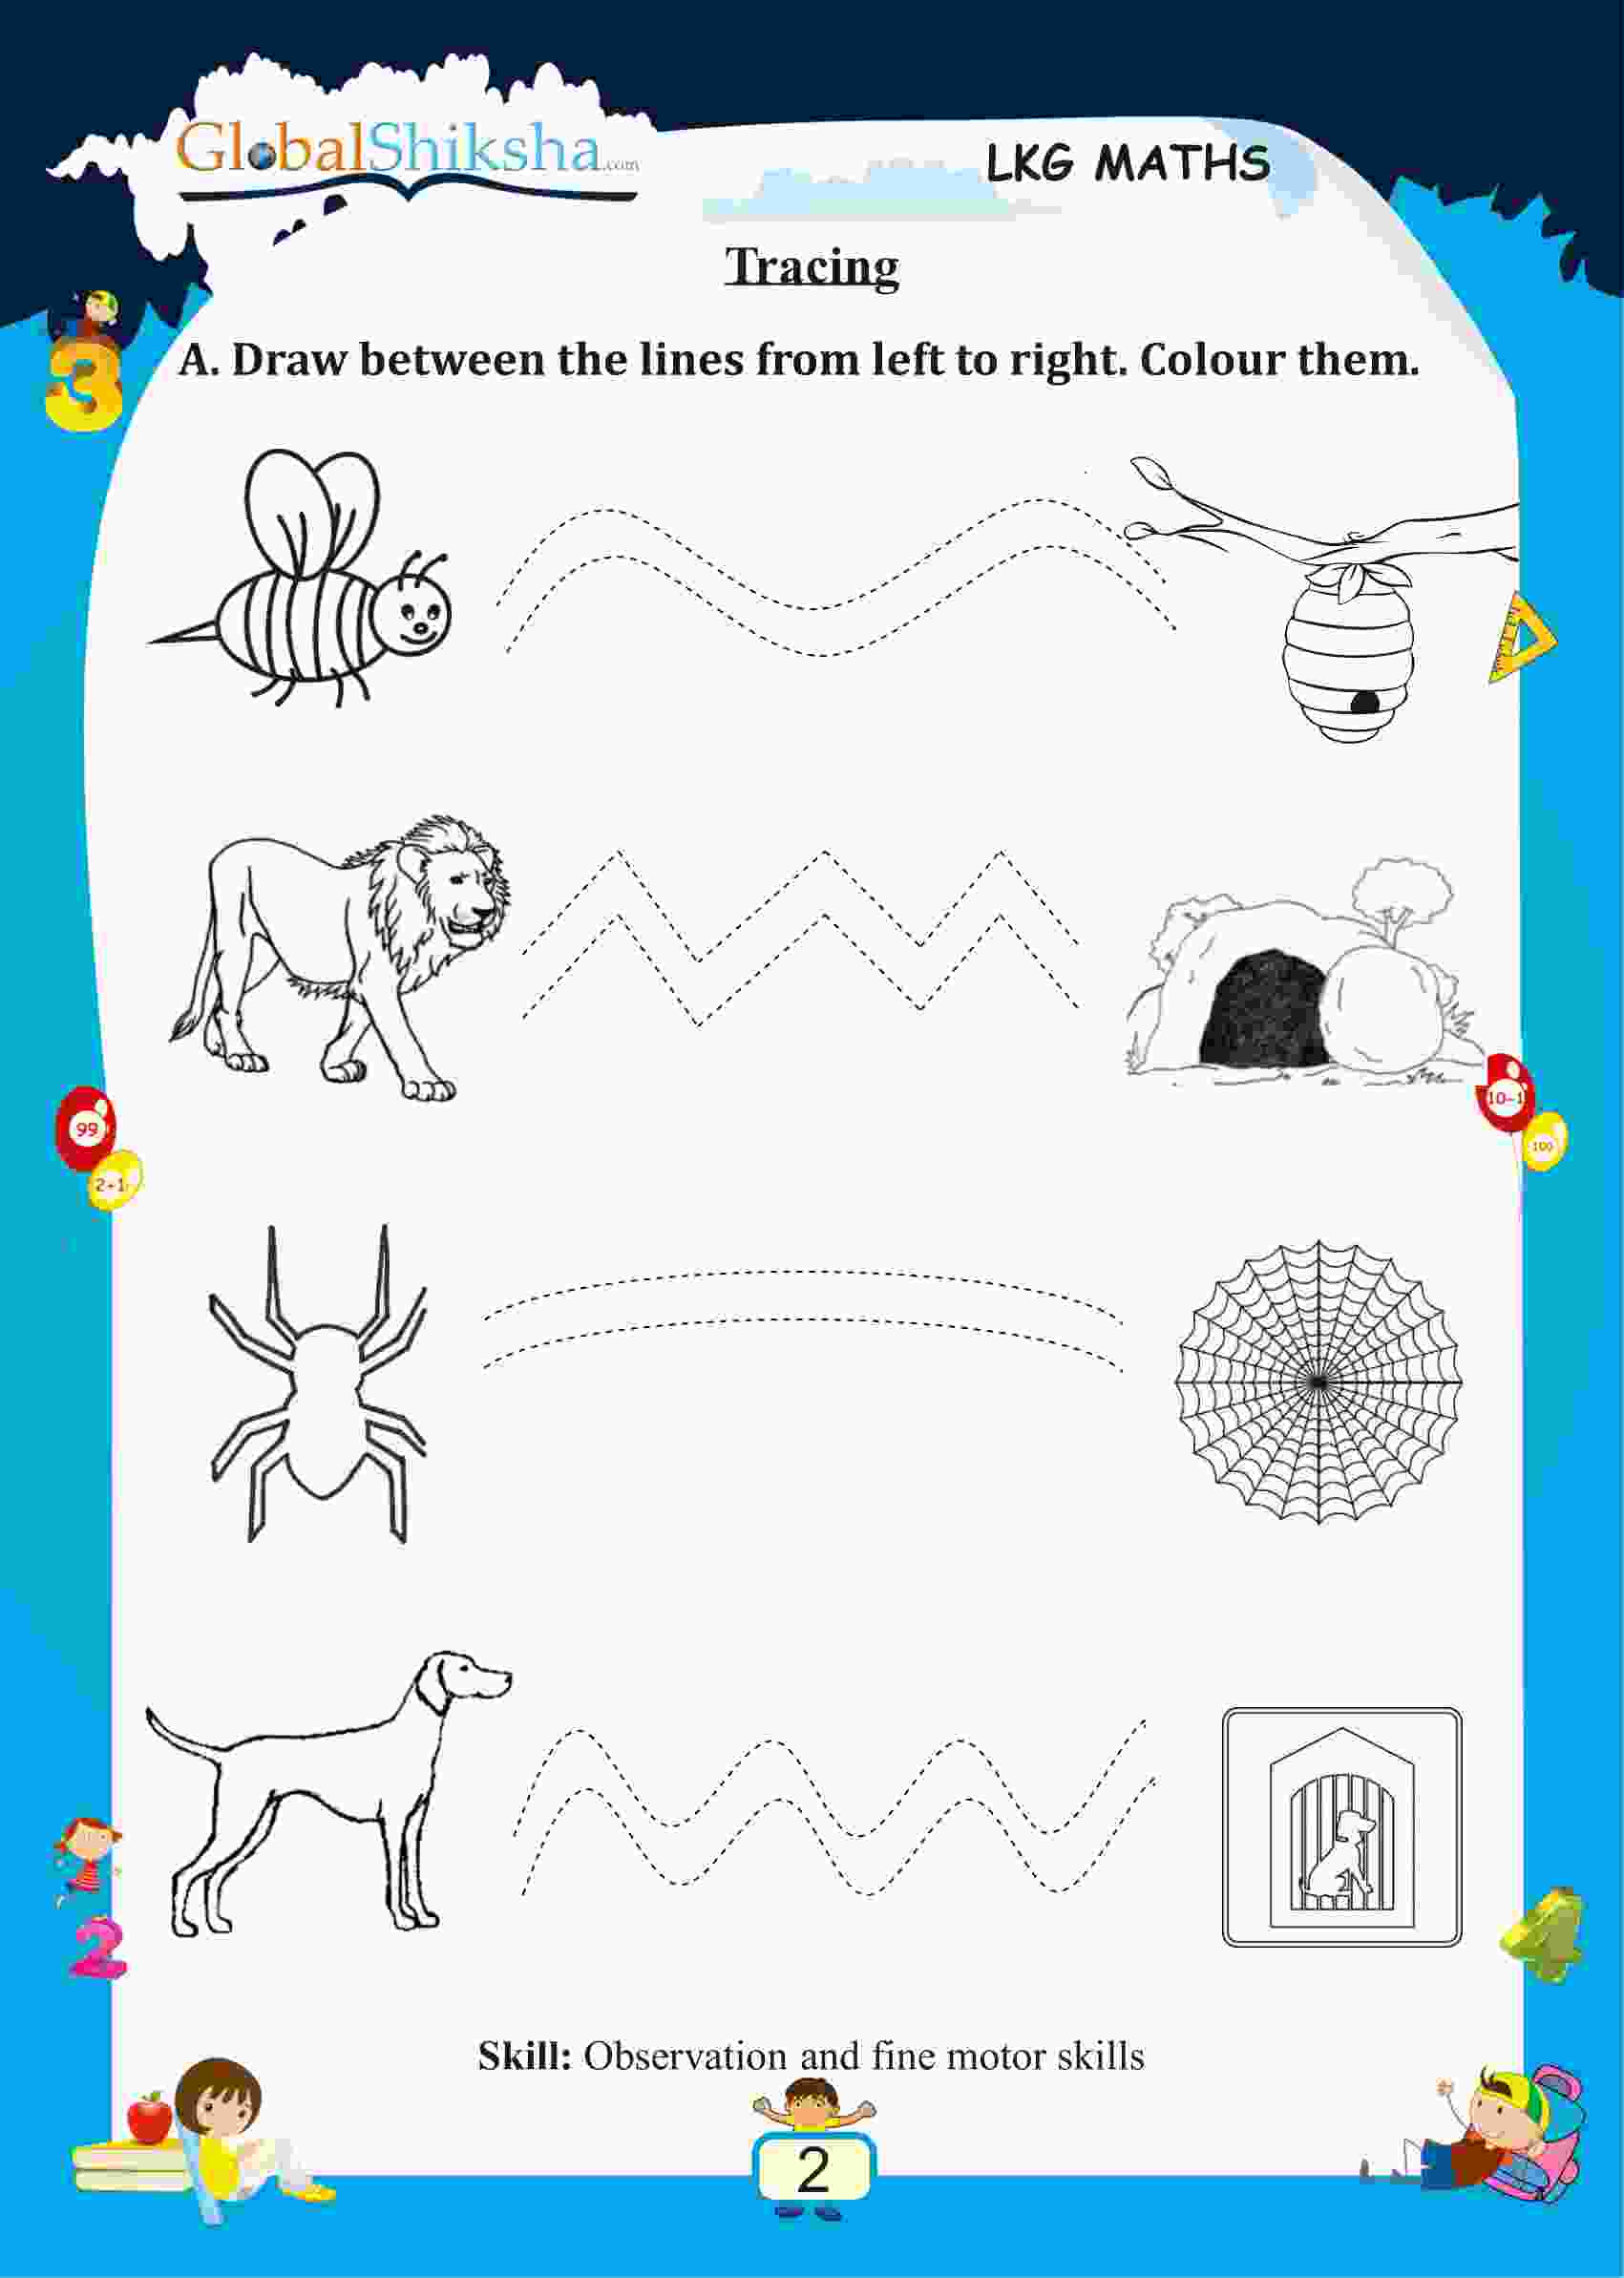 GlobalShiksha.com
LKG MATHS
Tracing
A. Draw between the lines from left to right. Colour them.
3
99
2+1
10-1
100
2
4
Skill: Observation and fine motor skills
2